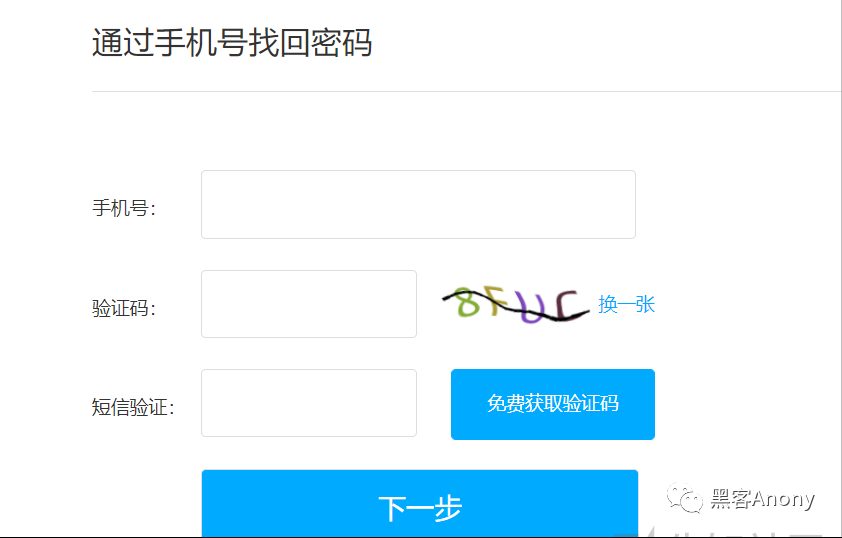 通过手机号找回密码
手机号：
验证码： 8FUC 换一张
短信验证： 免费获取验证码
下一步
黑客Anony